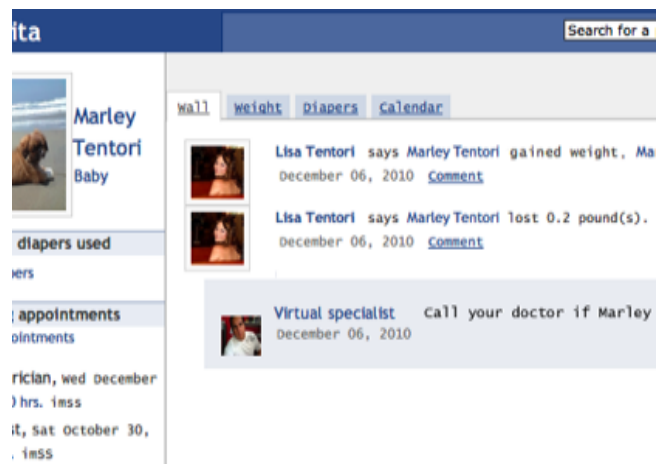 ita
Search for a
Marley
Tentori
Baby
diapers used
pers
appointments
pointments
rician, Wed December
0 hrs. imss
st, Sat October 30,
. imSS
Wall Weight Diapers Calendar
Lisa Tentori says Marley Tentori gained weight, Ma
December 06, 2010 Comment
Lisa Tentori says Marley Tentori lost 0.2 pound(s).
December 06, 2010 Comment
Virtual specialist Call your doctor if Marley
December 06, 2010